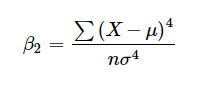 β₂ = ∑(X − μ)⁴ / nσ⁴